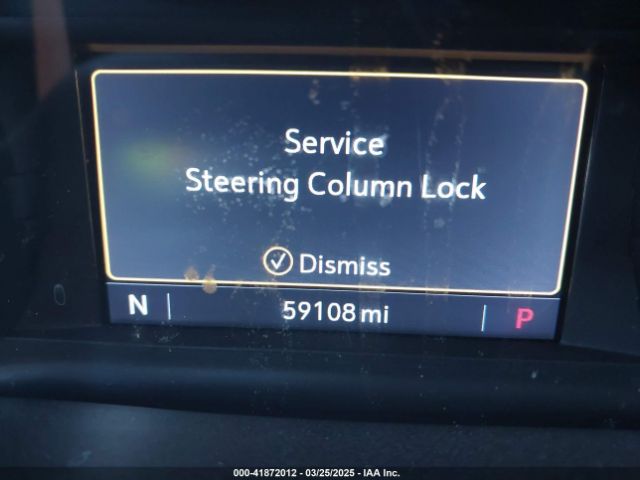 Service
Steering Column Lock
Dismiss
N 59108 mi P
000-41872012 - 03/25/2025 - IAA Inc.